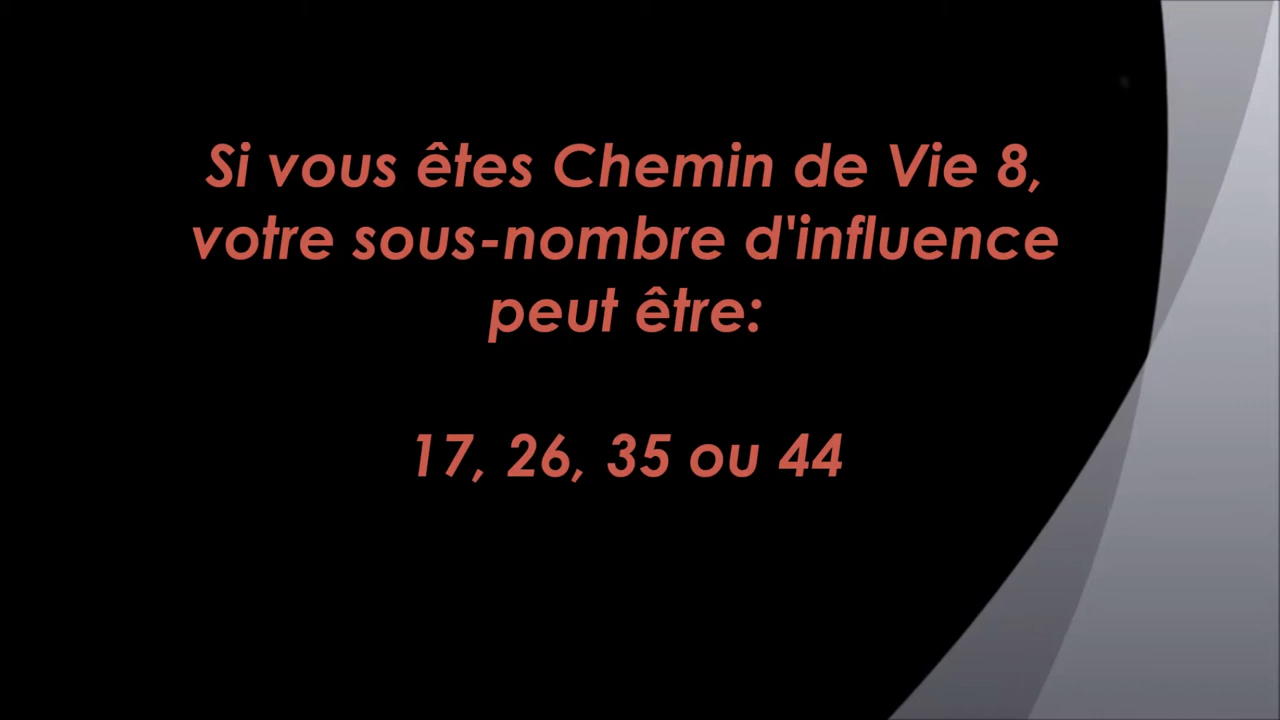 Si vous êtes Chemin de Vie 8,
votre sous-nombre d'influence
peut être:
17, 26, 35 ou 44